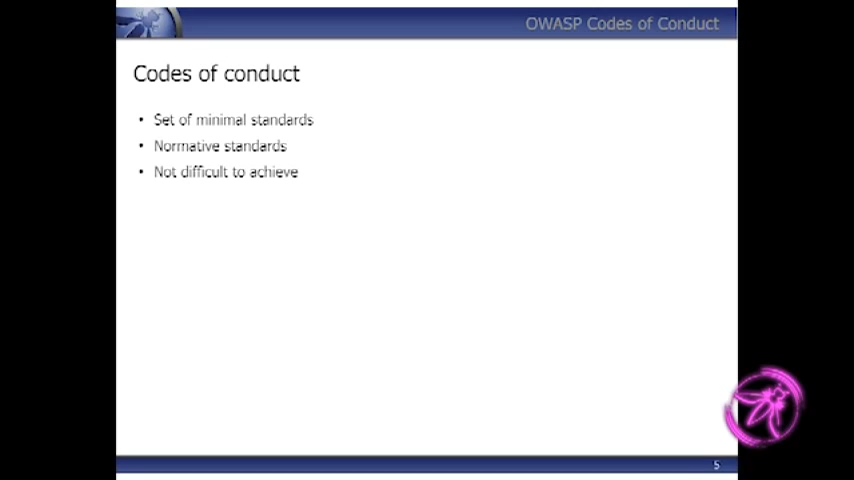 OWASP Codes of Conduct
Codes of conduct
• Set of minimal standards
• Normative standards
• Not difficult to achieve
5